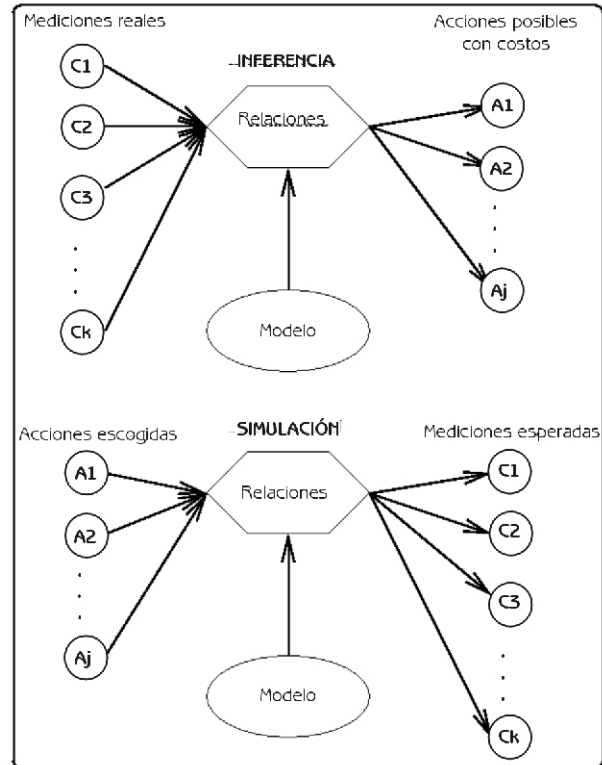 Mediciones reales
Acciones posibles
con costos
INFERENCIA
C1
C2
C3
Ck
Relaciones
A1
A2
Aj
Modelo
Acciones escogidas
SIMULACIÓN
Mediciones esperadas
A1
A2
Aj
Relaciones
C1
C2
C3
Ck
Modelo